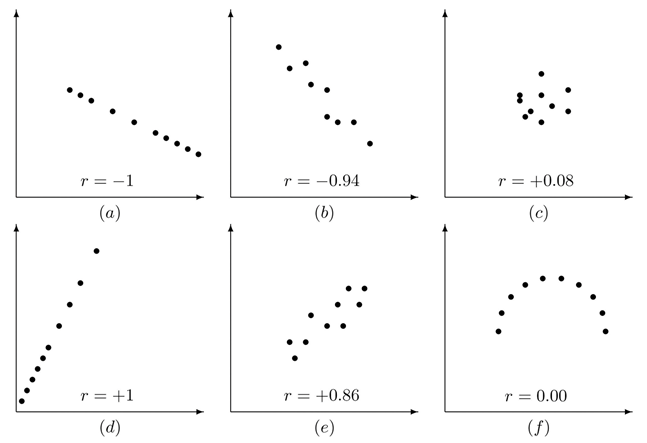 r = −1
(a)
r = −0.94
(b)
r = +0.08
(c)
r = +1
(d)
r = +0.86
(e)
r = 0.00
(f)